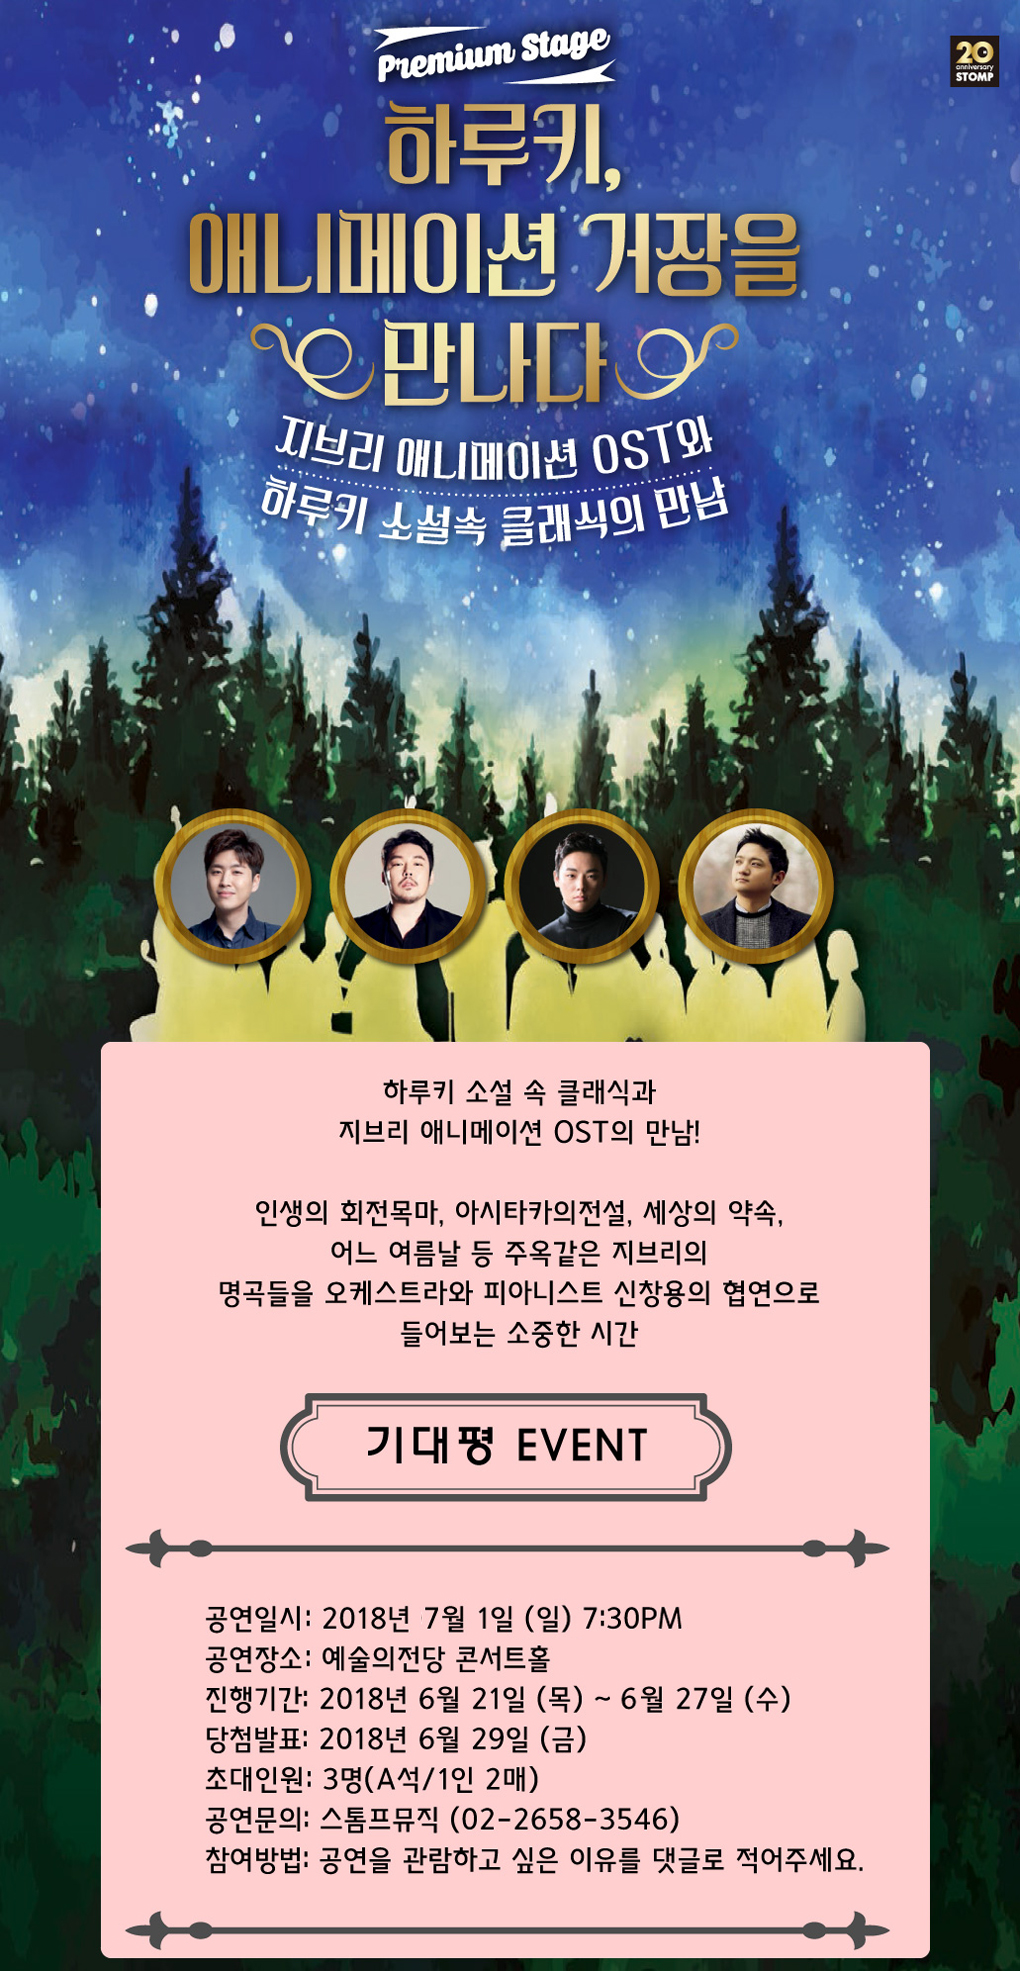 Premium Stage
20
anniversary
STOMP
하루키,
애니메이션 거장을
만나다
지브리 애니메이션 OST와
하루키 소설속 클래식의 만남
하루키 소설 속 클래식과
지브리 애니메이션 OST의 만남!
인생의 회전목마, 아시타카의전설, 세상의 약속,
어느 여름날 등 주옥같은 지브리의
명곡들을 오케스트라와 피아니스트 신창용의 협연으로
들어보는 소중한 시간
기대평 EVENT
공연일시: 2018년 7월 1일 (일) 7:30PM
공연장소: 예술의전당 콘서트홀
진행기간: 2018년 6월 21일 (목) ~ 6월 27일 (수)
당첨발표: 2018년 6월 29일 (금)
초대인원: 3명(A석/1인 2매)
공연문의: 스톰프뮤직 (02-2658-3546)
참여방법: 공연을 관람하고 싶은 이유를 댓글로 적어주세요.